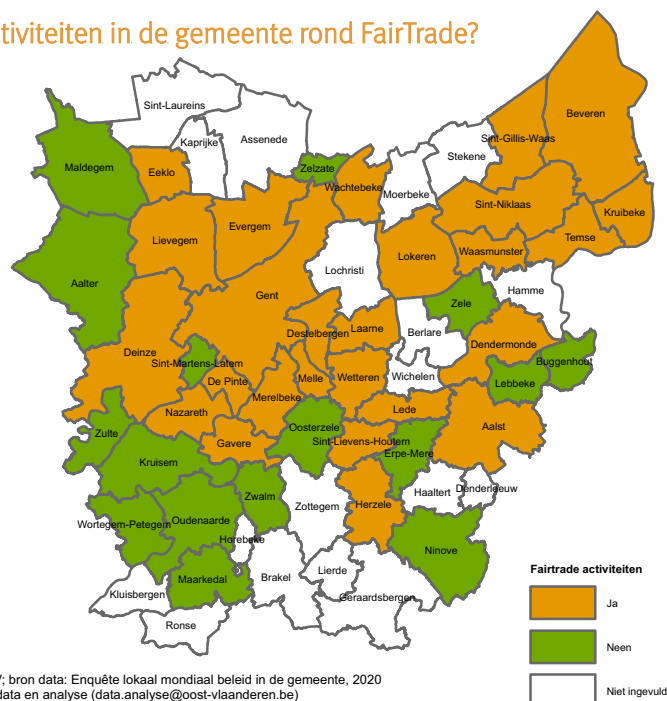 tiviteiten in de gemeente rond FairTrade?
Beveren
Sint-Laureins
Assenede
Kaprijke
Sint-Gillis-Waas
Stekene
Maldegem
Eeklo
Zelzate
Wachtebeke
Moerbeke
Sint-Niklaas
Kruibeke
Evergem
Lievegem
Temse
Waasmunster
Lokeren
Lochristi
Aalter
Gent
Hamme
Zele
Destelbergen
Laarne
Berlare
Dendermonde
Deinze
Sint-Martens-Latem
Buggenhout
De Pinte
Melle
Wetteren
Wichelen
Lebbeke
Merelbeke
Nazareth
Lede
Aalst
Zulte
Oosterzele
Gavere
Sint-Lievens-Houtem
Erpe-Mere
Kruisem
Zwalm
Zottegem
Herzele
Haaltert
Denderleeuw
Wortegem-Petegem
Oudenaarde
Horebeke
Ninove
Maarkedal
Brakel
Lierde
Kluisbergen
Geraardsbergen
Ronse
Fairtrade activiteiten
Ja
Neen
Niet ingevuld
; bron data: Enquête lokaal mondiaal beleid in de gemeente, 2020
data en analyse (data.analyse@oost-vlaanderen.be)